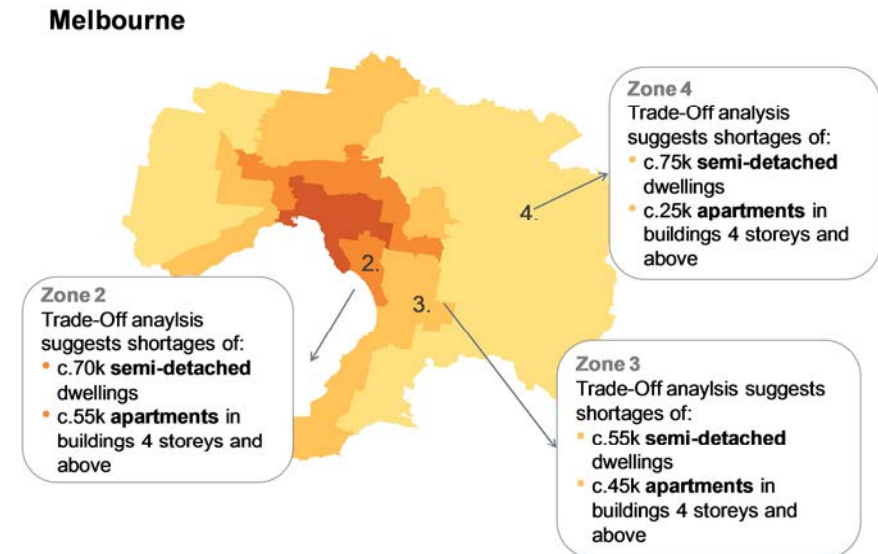 Melbourne
Zone 4
Trade-Off analysis
suggests shortages of:
• c.75k semi-detached
dwellings
• c.25k apartments in
buildings 4 storeys and
above
4.
2.
3.
Zone 2
Trade-Off anaylsis
suggests shortages of:
• c.70k semi-detached
dwellings
• c.55k apartments in
buildings 4 storeys and
above
Zone 3
Trade-Off anaylsis suggests
shortages of:
• c.55k semi-detached
dwellings
• c.45k apartments in
buildings 4 storeys and
above